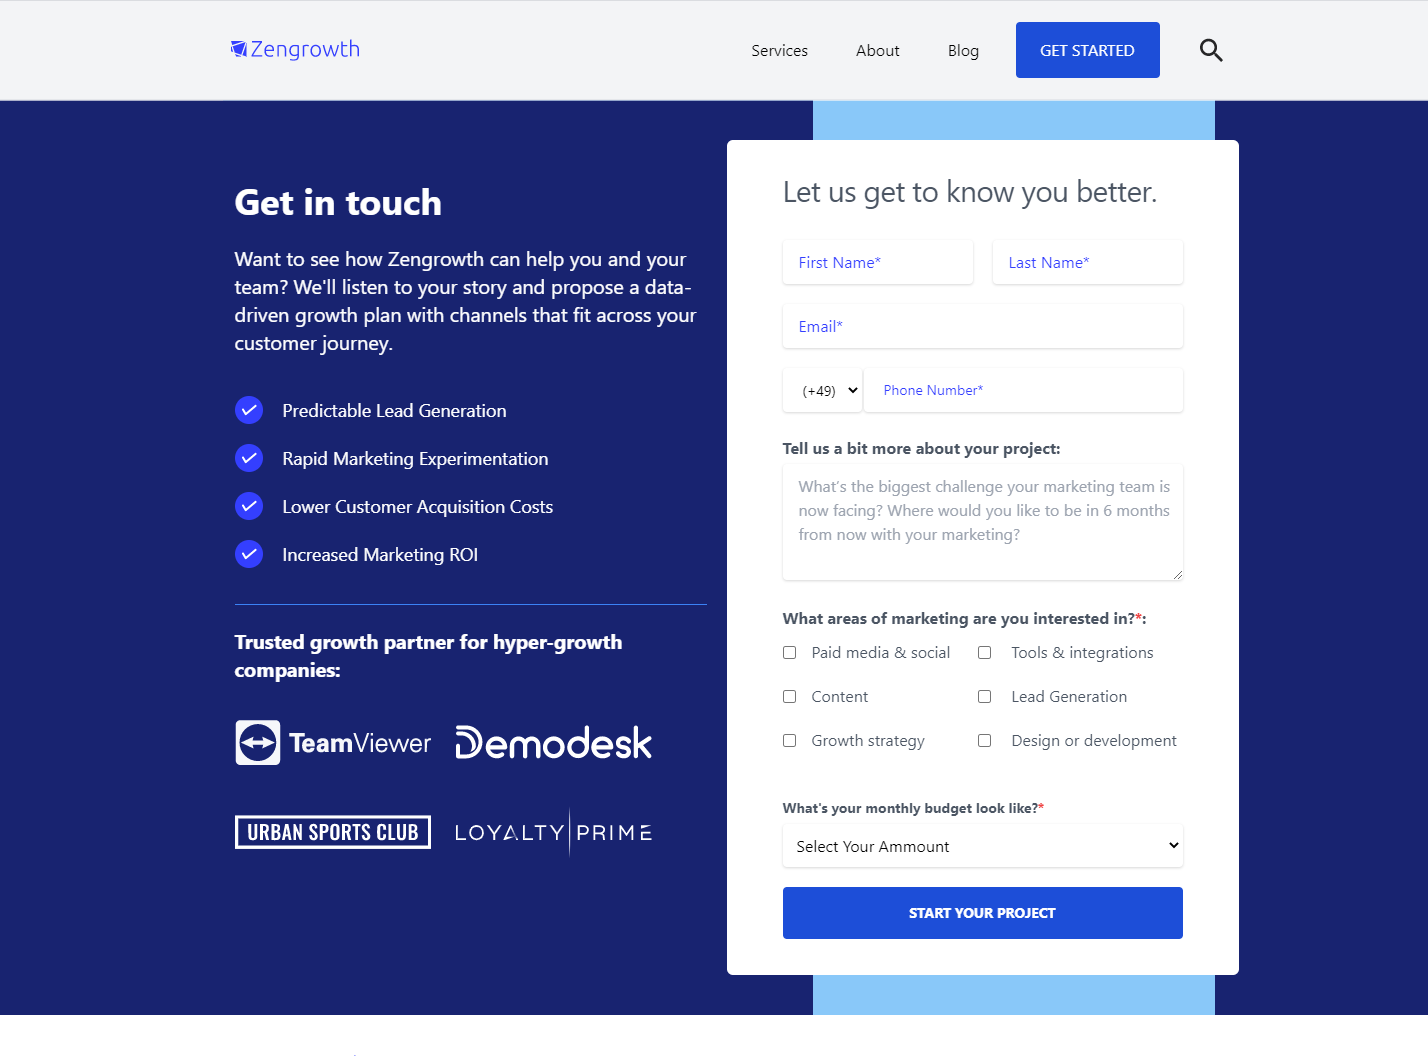 Zengrowth
Services
About
Blog
GET STARTED
Get in touch
Want to see how Zengrowth can help you and your
team? We'll listen to your story and propose a data-
driven growth plan with channels that fit across your
customer journey.
Predictable Lead Generation
Rapid Marketing Experimentation
Lower Customer Acquisition Costs
Increased Marketing ROI
Trusted growth partner for hyper-growth
companies:
TeamViewer
Demodesk
URBAN SPORTS CLUB
LOYALTY PRIME
Let us get to know you better.
First Name*
Last Name*
Email*
(+49)
Phone Number*
Tell us a bit more about your project:
What's the biggest challenge your marketing team is
now facing? Where would you like to be in 6 months
from now with your marketing?
What areas of marketing are you interested in?*:
Paid media & social
Tools & integrations
Content
Lead Generation
Growth strategy
Design or development
What's your monthly budget look like?*
Select Your Ammount
START YOUR PROJECT